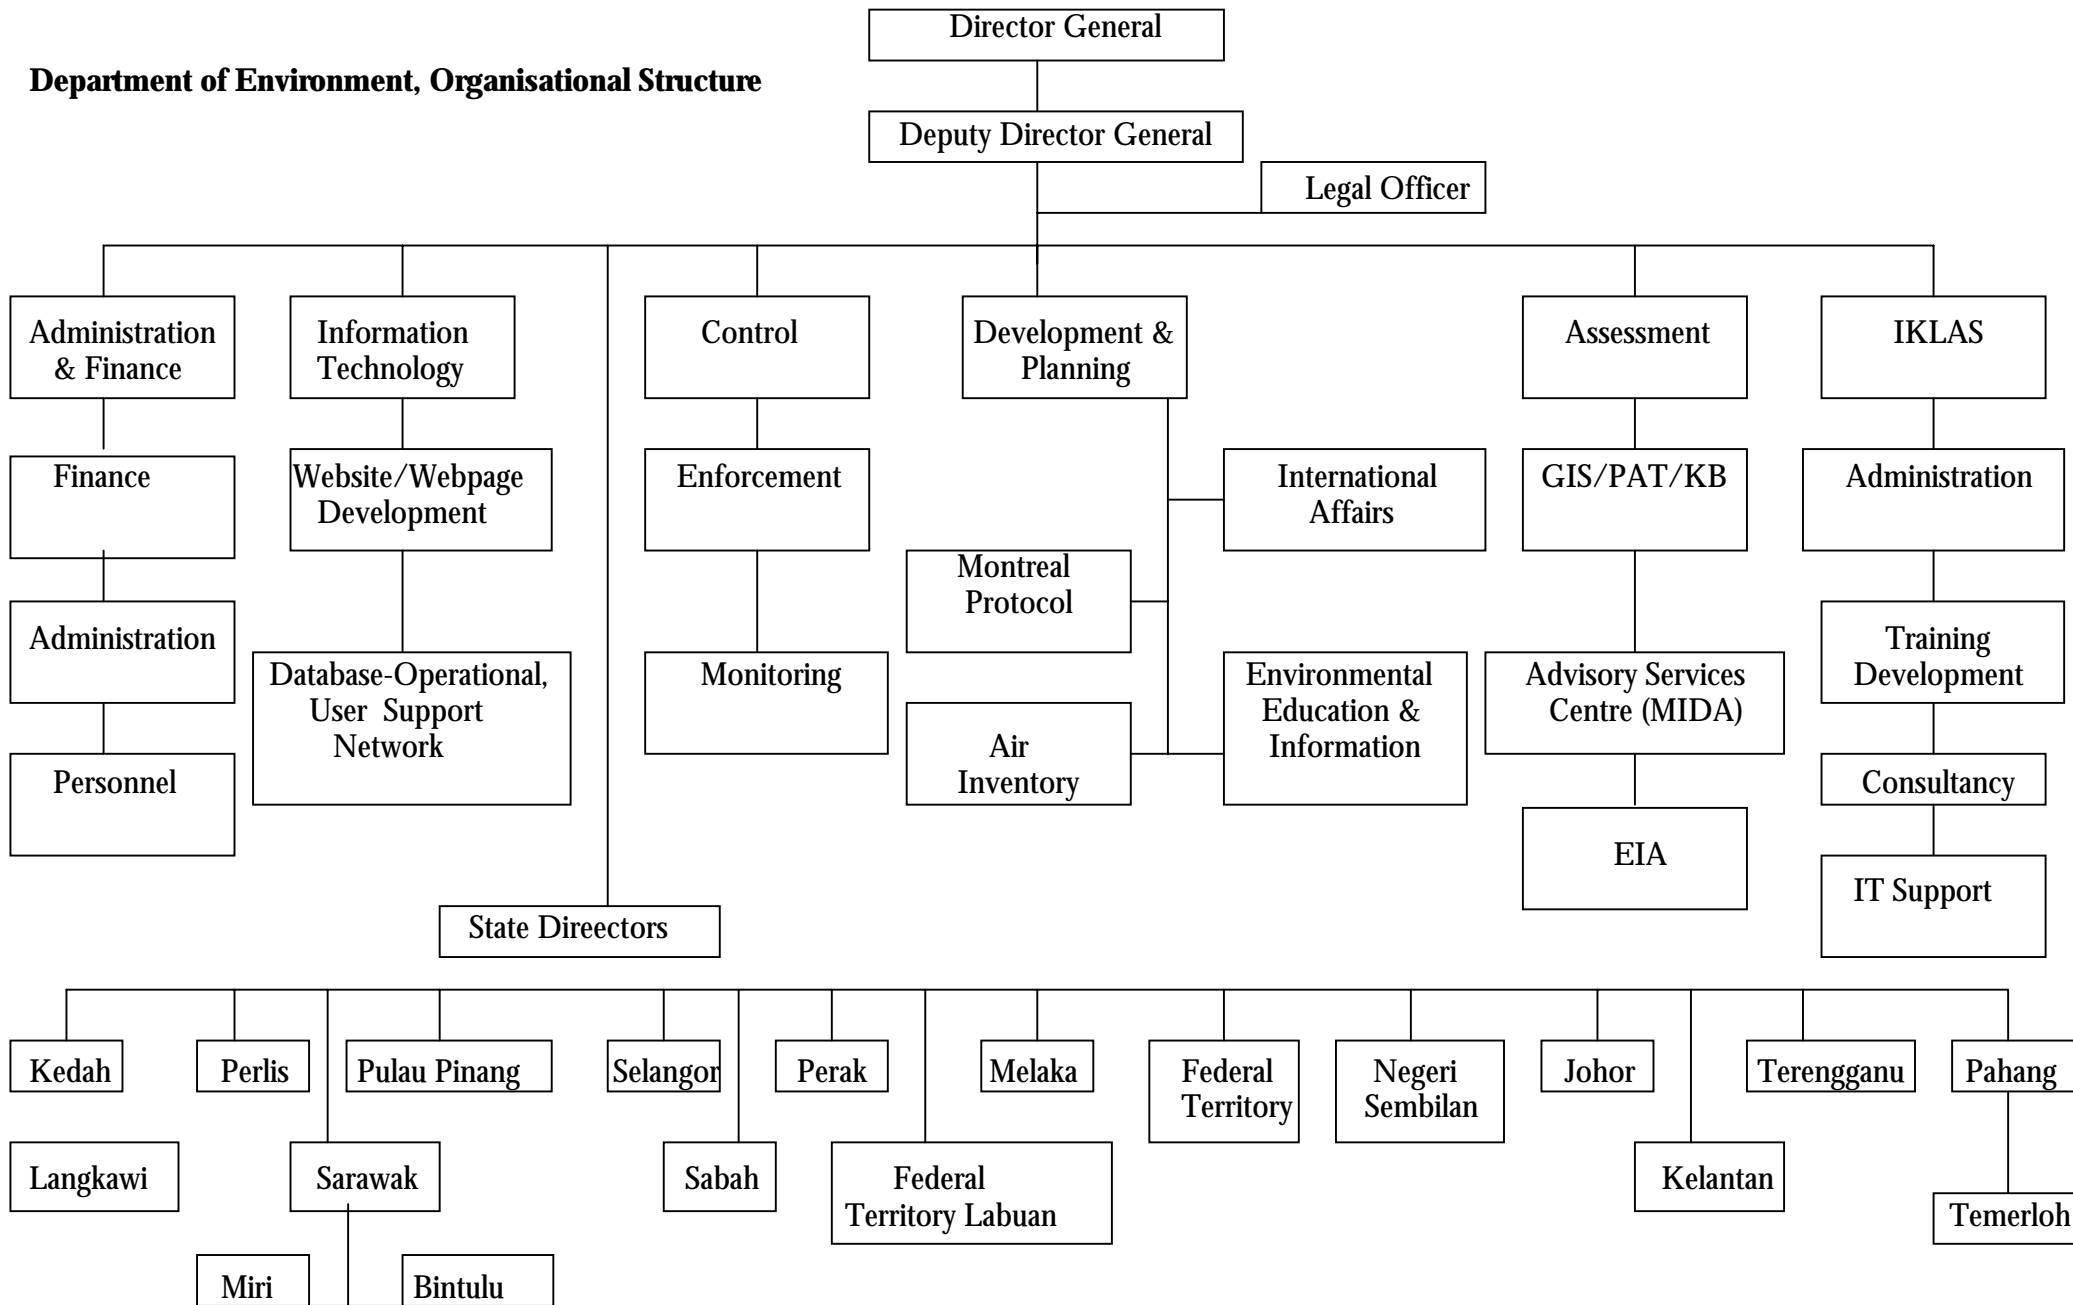 Director General
Department of Environment, Organisational Structure
Deputy Director General
Legal Officer
Administration
& Finance
Information
Technology
Control
Development &
Planning
Assessment
IKLAS
Finance
Website/Webpage
Development
Enforcement
International
Affairs
GIS/PAT/KB
Administration
Montreal
Protocol
Administration
Training
Development
Database-Operational,
User Support
Network
Monitoring
Environmental
Education &
Information
Advisory Services
Centre (MIDA)
Air
Inventory
Personnel
Consultancy
EIA
IT Support
State Direectors
Kedah
Perlis
Pulau Pinang
Selangor
Perak
Melaka
Federal
Territory
Negeri
Sembilan
Johor
Terengganu
Pahang
Langkawi
Sarawak
Sabah
Federal
Territory Labuan
Kelantan
Temerloh
Miri
Bintulu